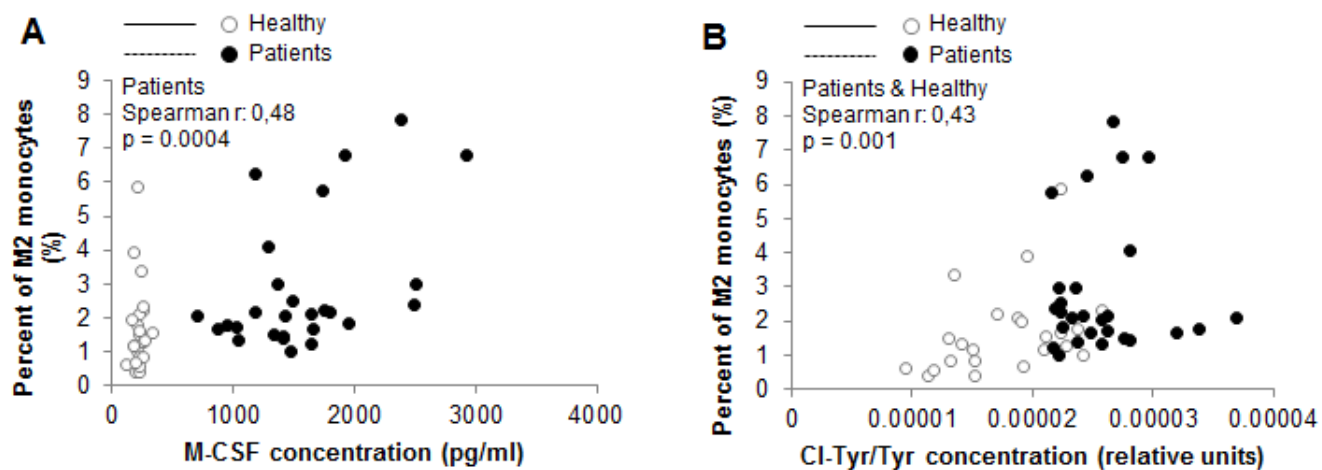 A
Healthy
Patients
Patients
Spearman r: 0,48
p = 0.0004
Percent of M2 monocytes
(%)
9
8
7
6
5
4
3
2
1
0
0
1000
2000
3000
4000
M-CSF concentration (pg/ml)
B
Healthy
Patients
Patients & Healthy
Spearman r: 0,43
p = 0.001
Percent of M2 monocytes (%)
9
8
7
6
5
4
3
2
1
0
0
0.00001
0.00002
0.00003
0.00004
Cl-Tyr/Tyr concentration (relative units)